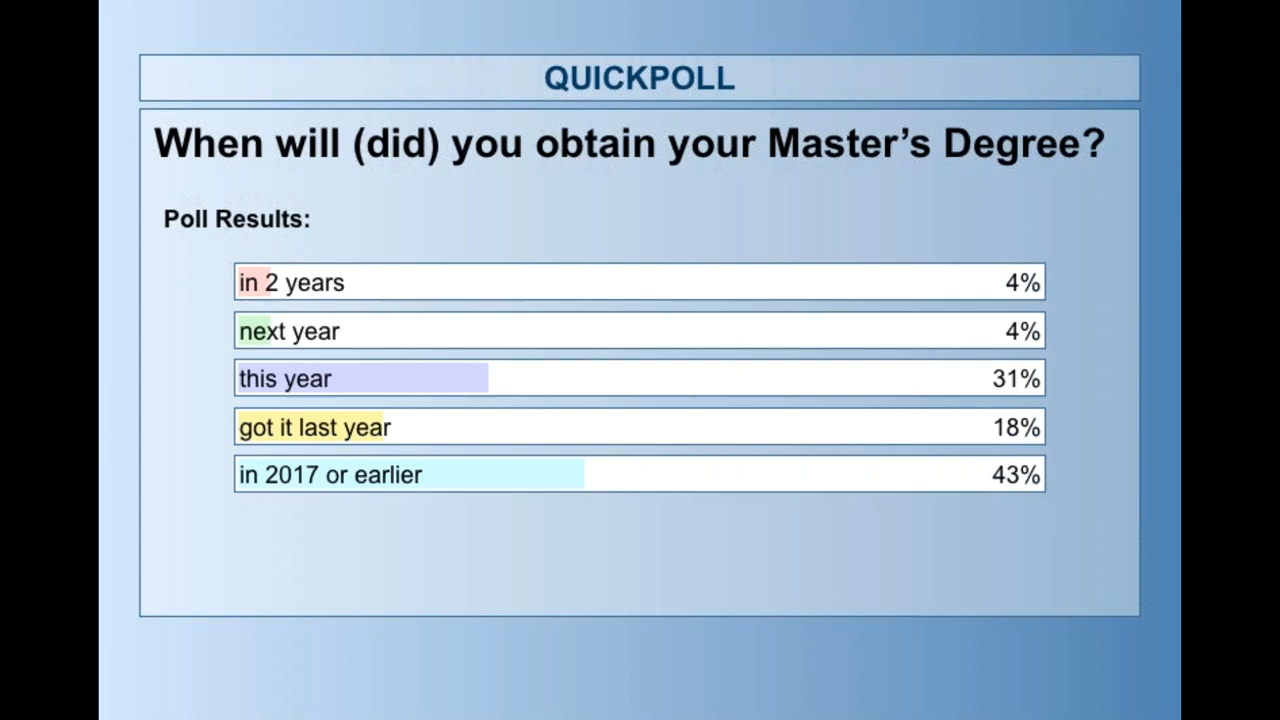 QUICKPOLL
When will (did) you obtain your Master’s Degree?
Poll Results:
in 2 years 4%
next year 4%
this year 31%
got it last year 18%
in 2017 or earlier 43%